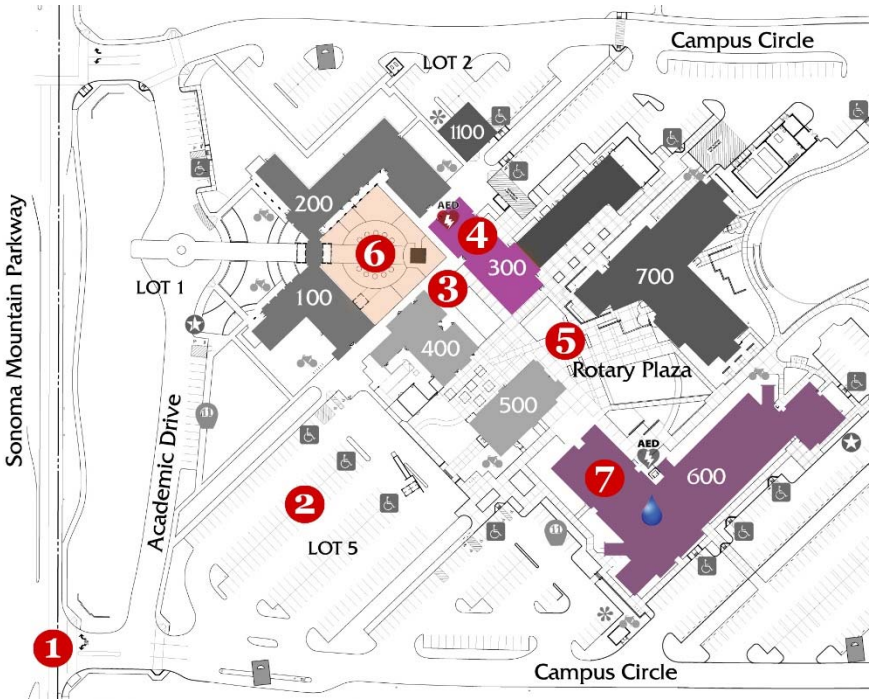 Campus Circle
LOT 2
1100
200
AED
4
6
300
700
3
LOT 1
100
5
400
Rotary Plaza
500
Sonoma Mountain Parkway
Academic Drive
AED
7
600
2
LOT 5
1
Campus Circle